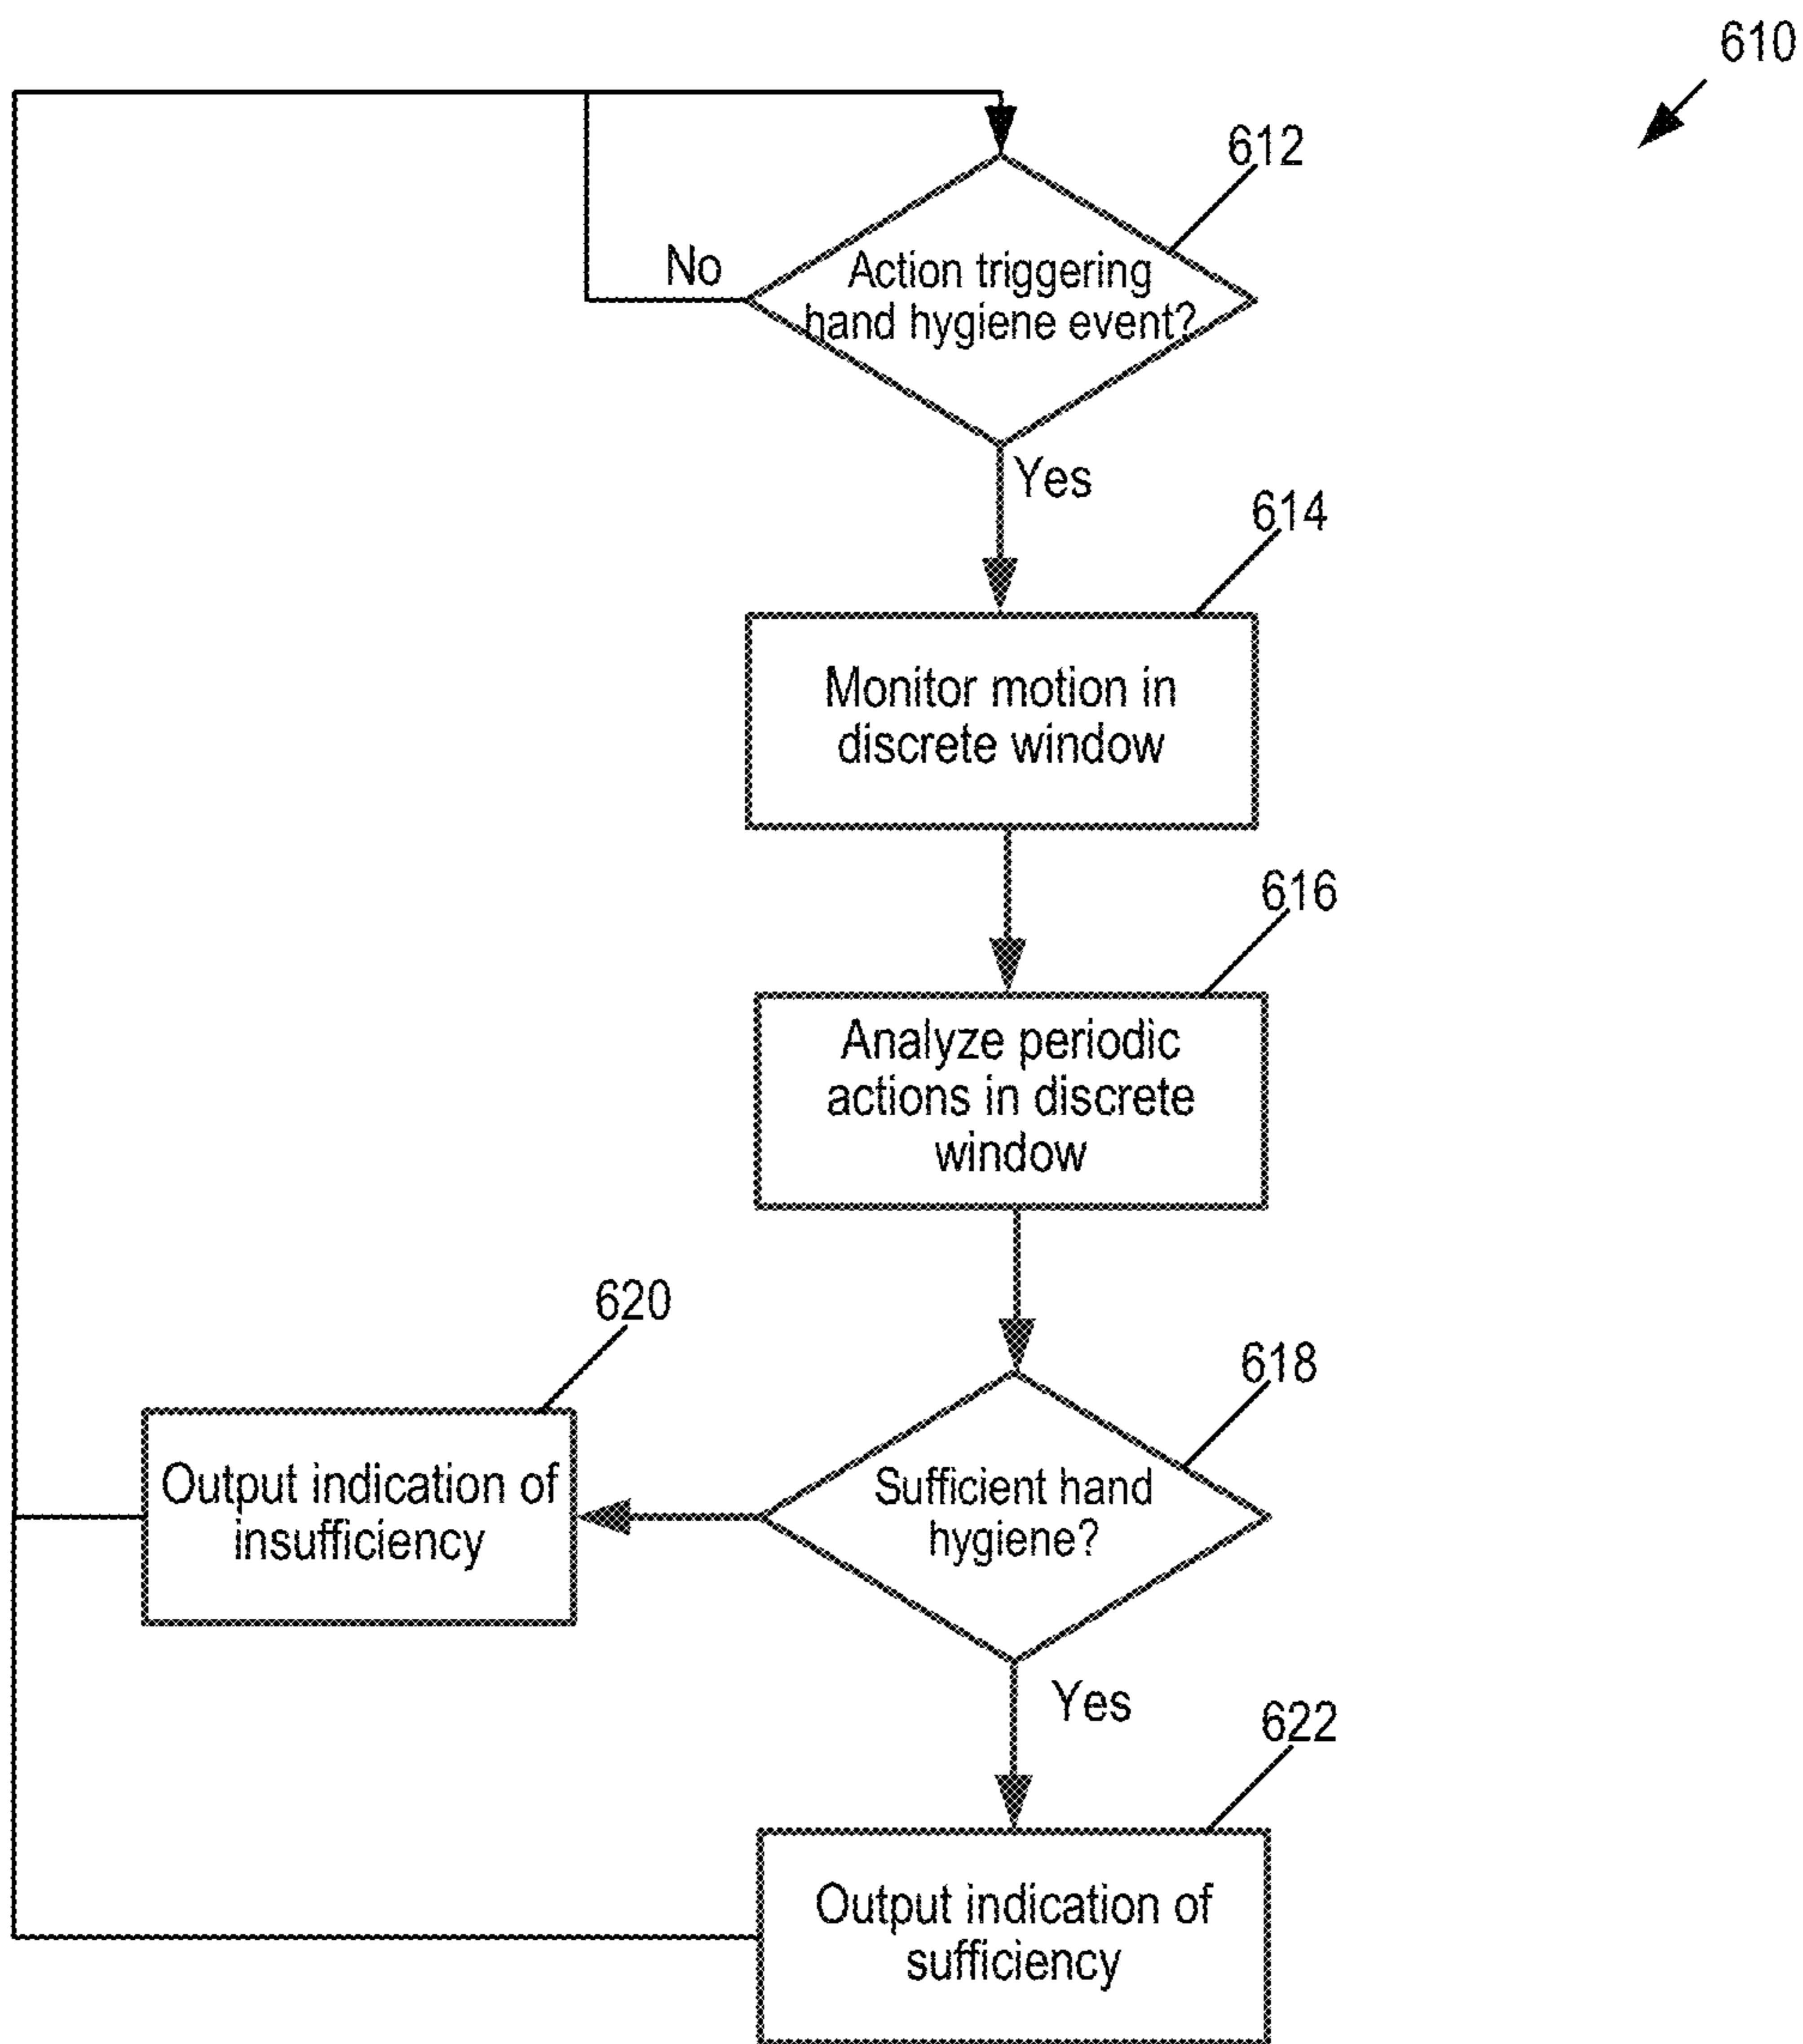 610
612
No
Action triggering
hand hygiene event?
Yes
614
Monitor motion in
discrete window
616
Analyze periodic
actions in discrete
window
620
618
Output indication of
insufficiency
Sufficient hand
hygiene?
Yes
622
Output indication of
sufficiency